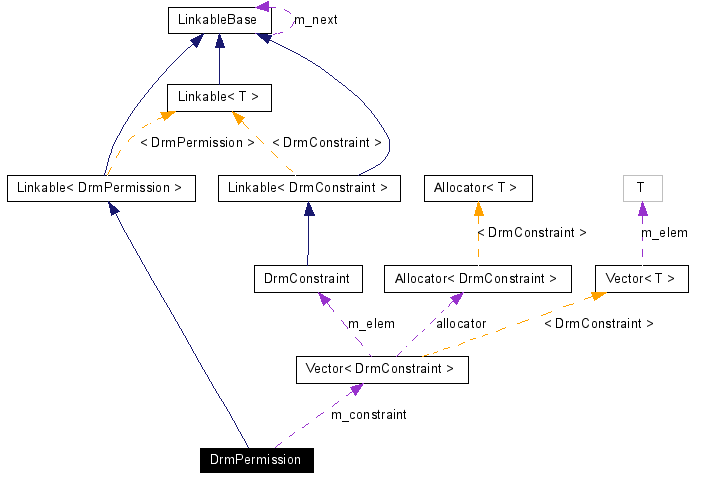 LinkableBase
m_next
Linkable< T >
< DrmPermission >
< DrmConstraint >
Linkable< DrmPermission >
Linkable< DrmConstraint >
Allocator< T >
T
< DrmConstraint >
m_elem
DrmConstraint
Allocator< DrmConstraint >
Vector< T >
m_elem
allocator
< DrmConstraint >
Vector< DrmConstraint >
m_constraint
DrmPermission